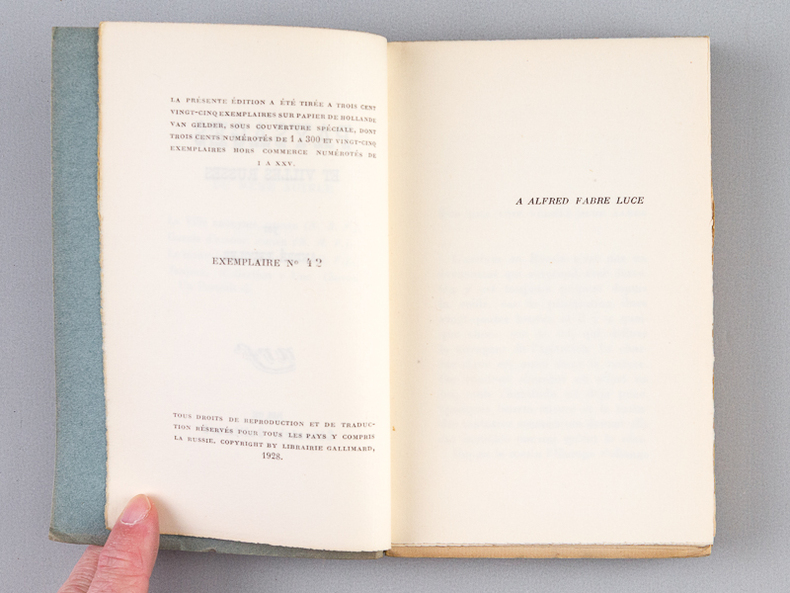 LA PRÉSENTE ÉDITION A ÉTÉ TIRÉE A TROIS CENT
VINGT-CINQ EXEMPLAIRES SUR PAPIER DE HOLLANDE
VAN GELDER, SOUS COUVERTURE SPÉCIALE, DONT
TROIS CENTS NUMÉROTÉS DE 1 A 300 ET VINGT-CINQ
EXEMPLAIRES HORS COMMERCE NUMÉROTÉS DE
I A XXV.
EXEMPLAIRE N° 42
TOUS DROITS DE REPRODUCTION ET DE TRADUC-
TION RÉSERVÉS POUR TOUS LES PAYS Y COMPRIS
LA RUSSIE. COPYRIGHT BY LIBRAIRIE GALLIMARD,
1928.
A ALFRED FABRE LUCE